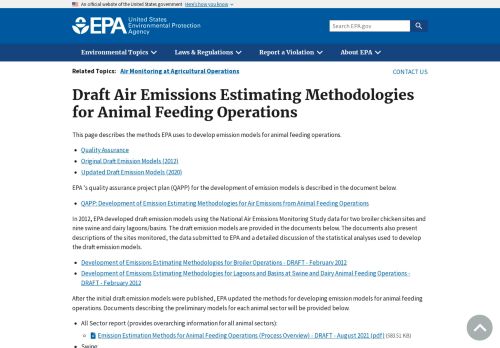 An official website of the United States government Here's how you know
EPA United States
Environmental Protection
Agency
Search EPA.gov
Environmental Topics Laws & Regulations Report a Violation About EPA
Related Topics: Air Monitoring at Agricultural Operations CONTACT US
Draft Air Emissions Estimating Methodologies
for Animal Feeding Operations
This page describes the methods EPA uses to develop emission models for animal feeding operations.
• Quality Assurance
• Original Draft Emission Models (2012)
• Updated Draft Emission Models (2020)
EPA 's quality assurance project plan (QAPP) for the development of emission models is described in the document below.
• QAPP: Development of Emission Estimating Methodologies for Air Emissions from Animal Feeding Operations
In 2012, EPA developed draft emission models using the National Air Emissions Monitoring Study data for two broiler chicken sites and
nine swine and dairy lagoons/basins. The draft emission models are provided in the documents below. The documents also present
descriptions of the sites monitored, the data submitted to EPA and a detailed discussion of the statistical analyses used to develop
the draft emission models.
• Development of Emissions Estimating Methodologies for Broiler Operations - DRAFT - February 2012
• Development of Emissions Estimating Methodologies for Lagoons and Basins at Swine and Dairy Animal Feeding Operations -
DRAFT - February 2012
After the initial draft emission models were published, EPA updated the methods for developing emission models for animal feeding
operations. Documents describing the preliminary models for each animal sector will be provided below.
• All Sector report (provides overarching information for all animal sectors):
Emission Estimation Methods for Animal Feeding Operations (Process Overview) - DRAFT - August 2021 (pdf) (583.51 KB)
• Swine: